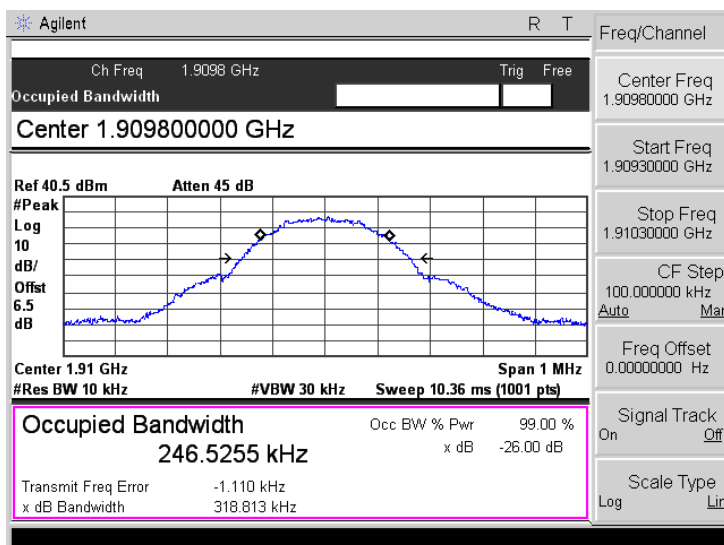 Agilent
R T
Freq/Channel
Ch Freq 1.9098 GHz
Trig Free
Occupied Bandwidth
Center 1.909800000 GHz
Center Freq
1.90980000 GHz
Start Freq
1.90930000 GHz
Stop Freq
1.91030000 GHz
CF Step
100.000000 kHz
Auto Man
Freq Offset
0.00000000 Hz
Signal Track
On Off
Scale Type
Log Lin
Ref 40.5 dBm
Atten 45 dB
#Peak
Log
10
dB/
Offst
6.5
dB
Center 1.91 GHz
Span 1 MHz
#Res BW 10 kHz
#VBW 30 kHz
Sweep 10.36 ms (1001 pts)
Occupied Bandwidth
246.5255 kHz
Occ BW % Pwr 99.00 %
x dB -26.00 dB
Transmit Freq Error -1.110 kHz
x dB Bandwidth 318.813 kHz